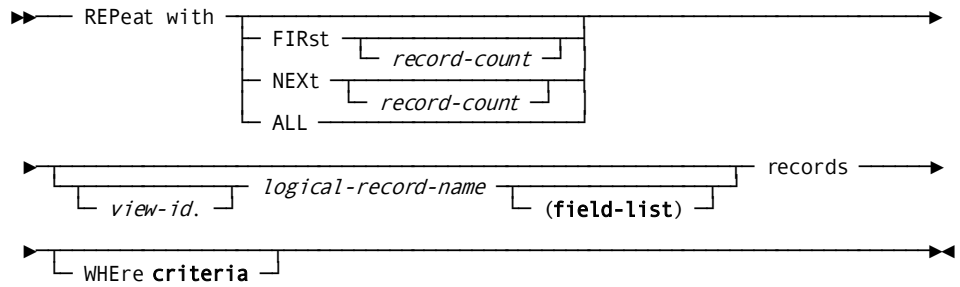 REPeat with
FIRst record-count
NEXt record-count
ALL
logical-record-name records
view-id. (field-list)
WHEre criteria